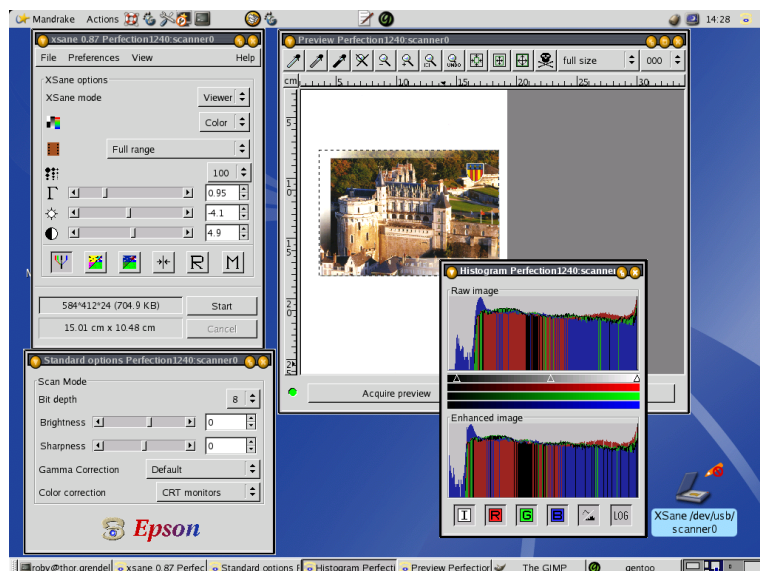 Mandrake Actions 14:28
xsane 0.87 Perfection1240:scanner0
File Preferences View Help
XSane options
XSane mode Viewer
Color
Full range
100
0.95
-4.1
4.9
584*412*24 (704.9 KB) Start
15.01 cm x 10.48 cm Cancel
Standard options Perfection1240:scanner0
Scan Mode
Bit depth 8
Brightness 0
Sharpness 0
Gamma Correction Default
Color correction CRT monitors
Epson
Preview Perfection1240:scanner0
UNDO full size 000
cm 5 10 15 20 25 30
5
10
15
20
Acquire preview
Histogram Perfection1240:scanner
Raw image
Enhanced image
I R G B LOG
XSane /dev/usb/
scanner0
roby@thor.grendel xsane 0.87 Perfec Standard options Histogram Perfecti Preview Perfection The GIMP gentoo